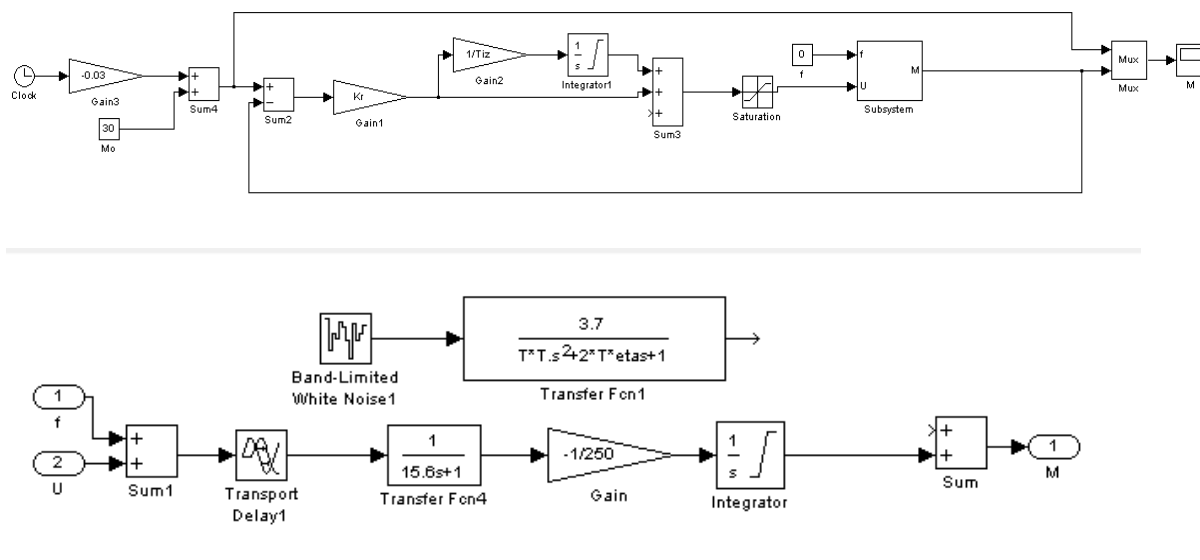 Clock
-0.03
Gain3
30
Mo
+
+
Sum4
+
−
Sum2
Kr
Gain1
1/Tiz
Gain2
1
s
Integrator1
+
+
+
Sum3
Saturation
0
f
f
U
M
Subsystem
Mux
Mux
M
Band-Limited
White Noise1
3.7
T*T.s^2+2*T*etas+1
Transfer Fcn1
1
f
2
U
+
+
Sum1
Transport
Delay1
1
15.6s+1
Transfer Fcn4
-1/250
Gain
1
s
Integrator
+
+
Sum
1
M